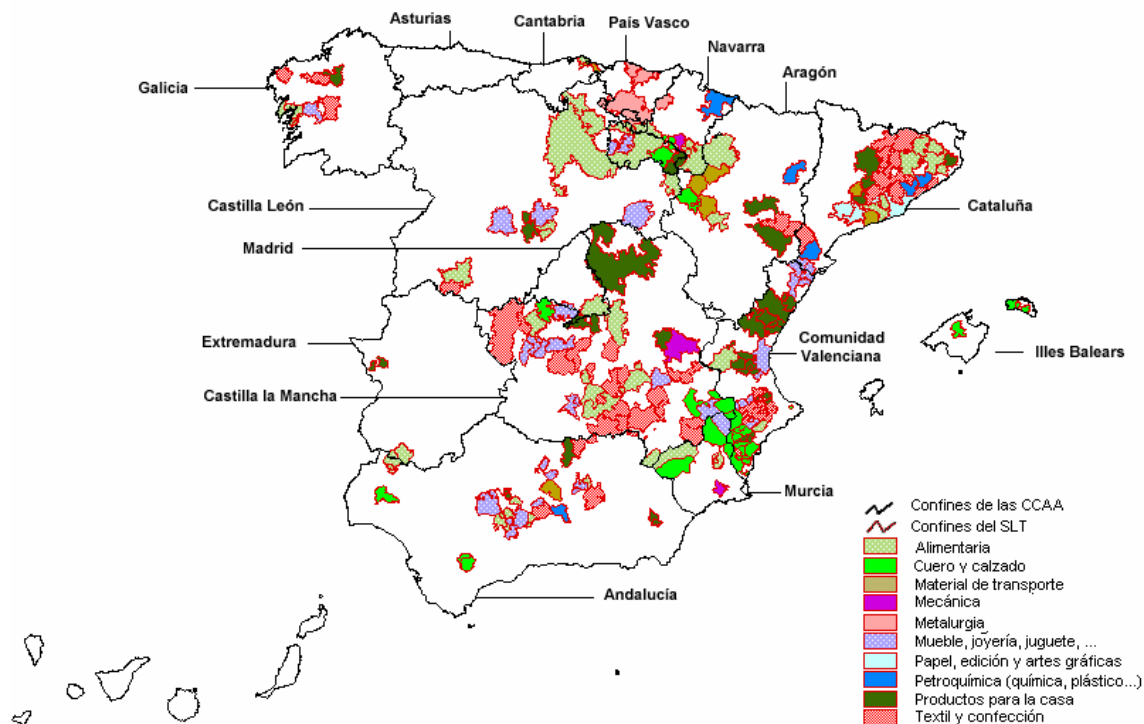 Asturias
Cantabria
País Vasco
Navarra
Aragón
Galicia
Castilla León
Cataluña
Madrid
Extremadura
Comunidad
Valenciana
Illes Balears
Castilla la Mancha
Murcia
Andalucía
Confines de las CCAA
Confines del SLT
Alimentaria
Cuero y calzado
Material de transporte
Mecánica
Metalurgia
Mueble, joyería, juguete, ...
Papel, edición y artes gráficas
Petroquímica (química, plástico...)
Productos para la casa
Textil y confección